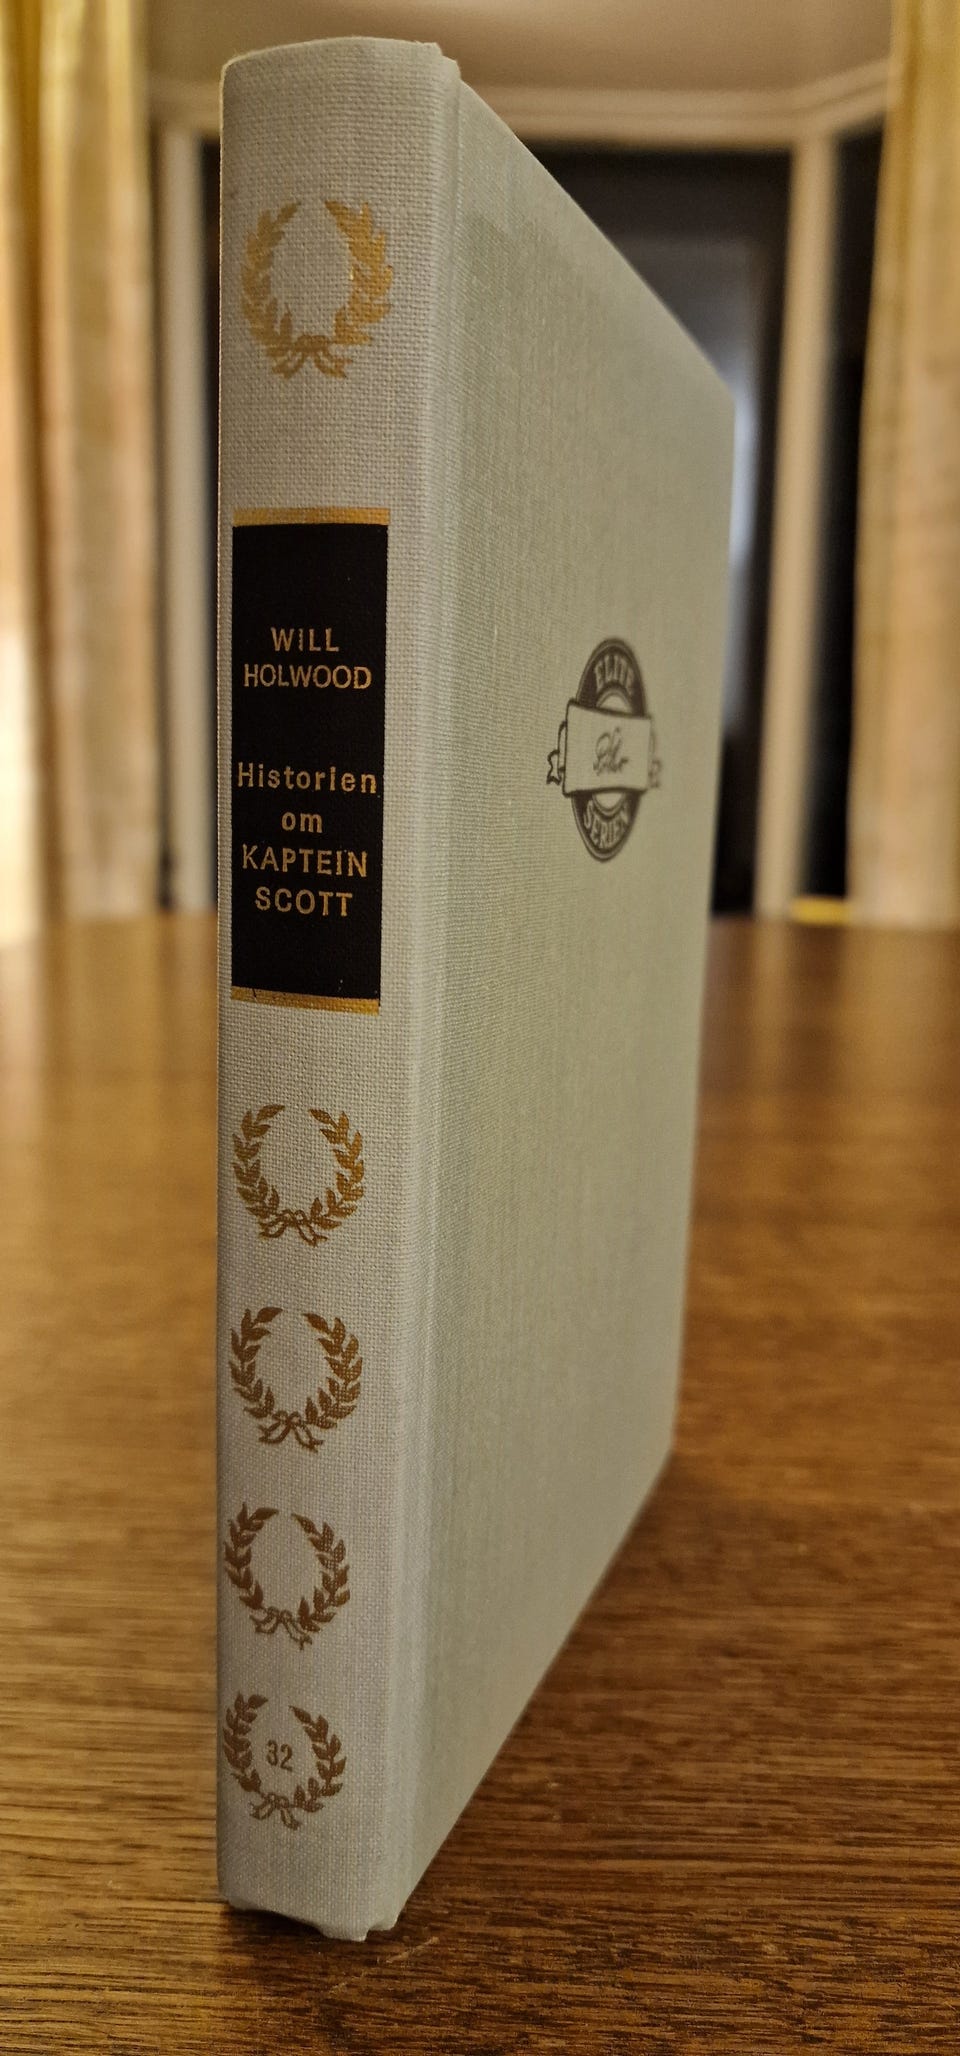 WILL
HOLWOOD
Historien
om
KAPTEIN
SCOTT
32
ELITE
SERIEN